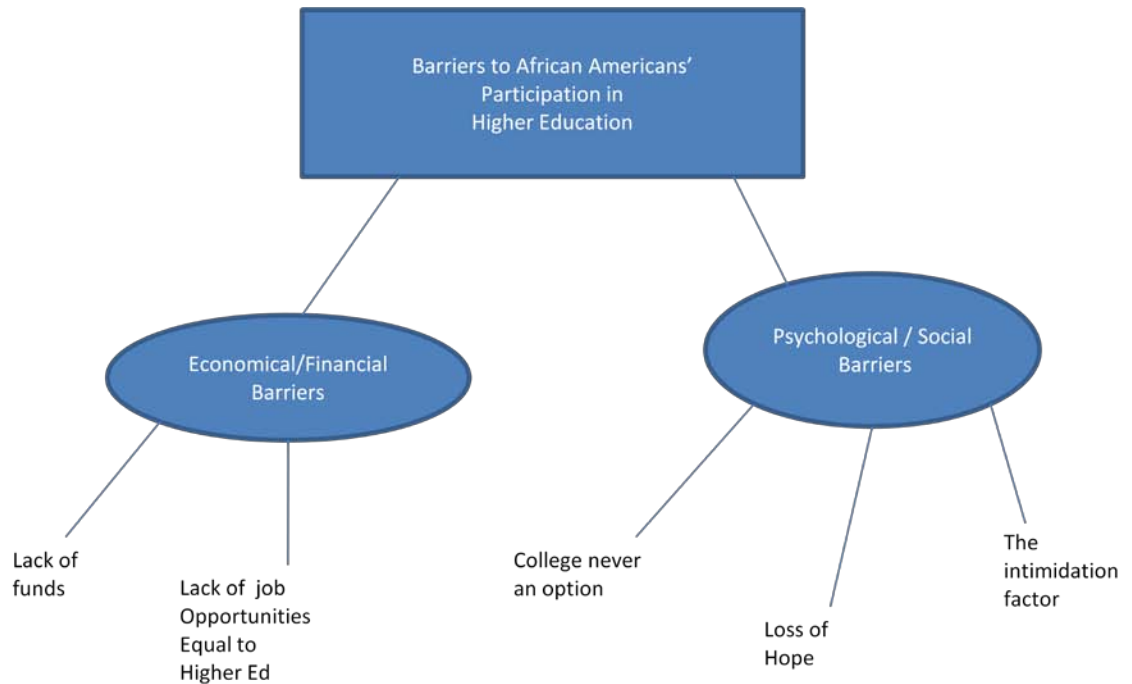 Barriers to African Americans’
Participation in
Higher Education
Economical/Financial
Barriers
Psychological / Social
Barriers
Lack of
funds
Lack of  job
Opportunities
Equal to
Higher Ed
College never
an option
Loss of
Hope
The
intimidation
factor